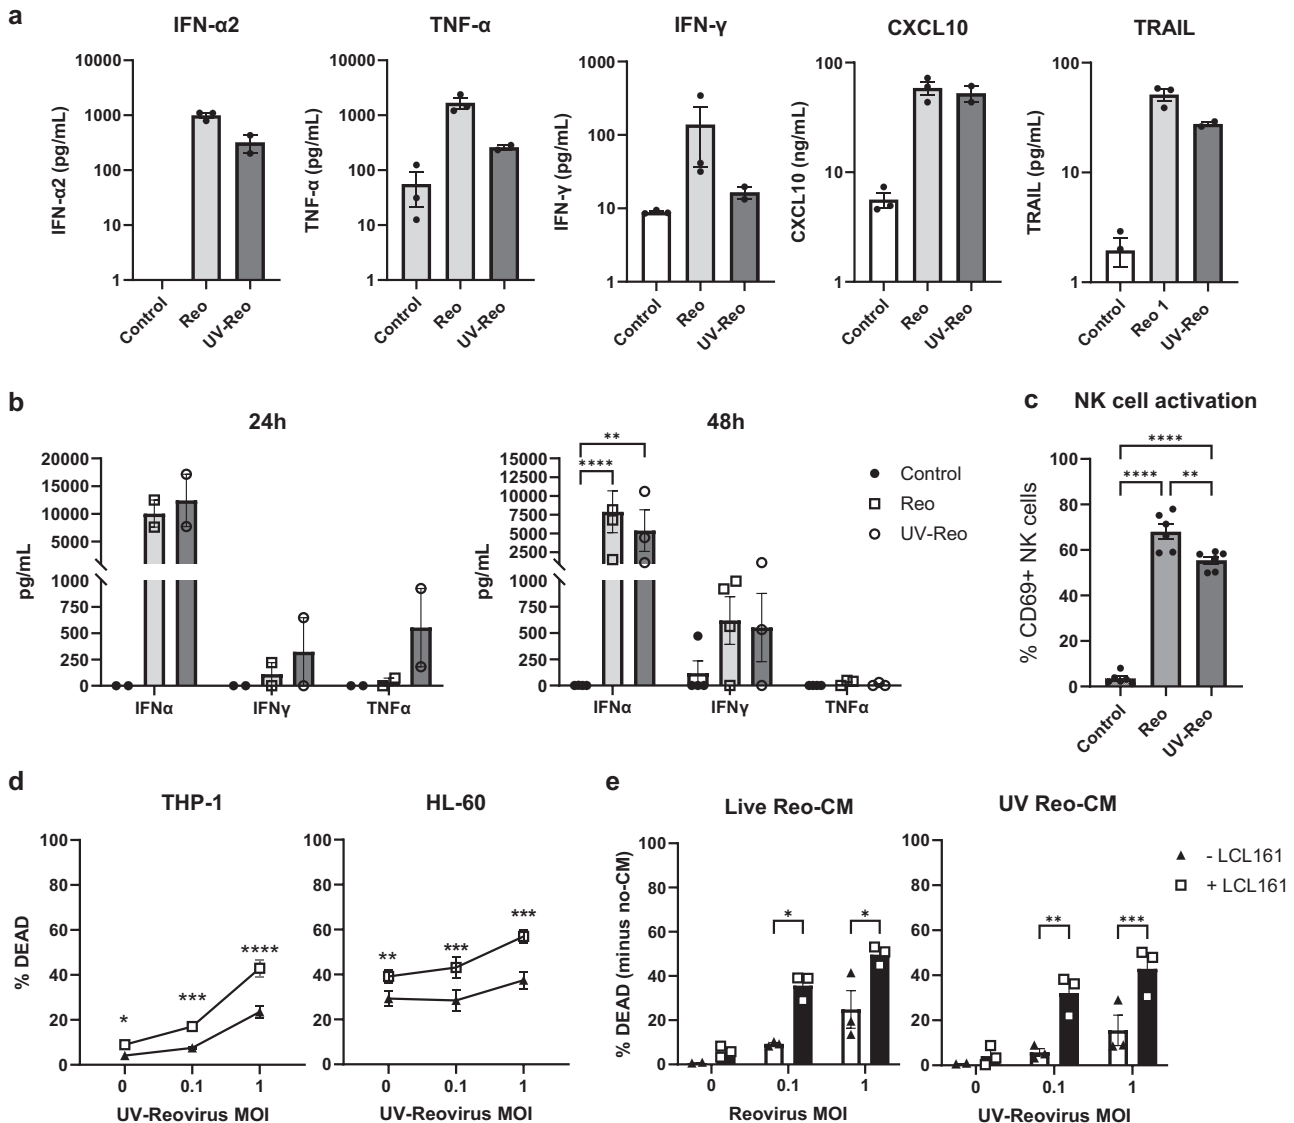 a
IFN-α2
TNF-α
IFN-γ
CXCL10
TRAIL
IFN-α2 (pg/mL)
10000
1000
100
10
1
Control
Reo
UV-Reo
TNF-α (pg/mL)
10000
1000
100
10
1
Control
Reo
UV-Reo
IFN-γ (pg/mL)
1000
100
10
1
Control
Reo
UV-Reo
CXCL10 (ng/mL)
100
10
1
Control
Reo
UV-Reo
TRAIL (pg/mL)
100
10
1
Control
Reo 1
UV-Reo
b
24h
pg/mL
20000
15000
10000
5000
1000
750
500
250
0
IFNα
IFNγ
TNFα
48h
pg/mL
15000
12500
10000
7500
5000
2500
1000
750
500
250
0
**
****
IFNα
IFNγ
TNFα
Control
Reo
UV-Reo
c
NK cell activation
% CD69+ NK cells
100
80
60
40
20
0
****
****
**
Control
Reo
UV-Reo
d
THP-1
% DEAD
100
80
60
40
20
0
*
***
****
0
0.1
1
UV-Reovirus MOI
HL-60
100
80
60
40
20
0
**
***
***
0
0.1
1
UV-Reovirus MOI
e
Live Reo-CM
% DEAD (minus no-CM)
100
80
60
40
20
0
*
*
0
0.1
1
Reovirus MOI
UV Reo-CM
100
80
60
40
20
0
**
***
0
0.1
1
UV-Reovirus MOI
- LCL161
+ LCL161